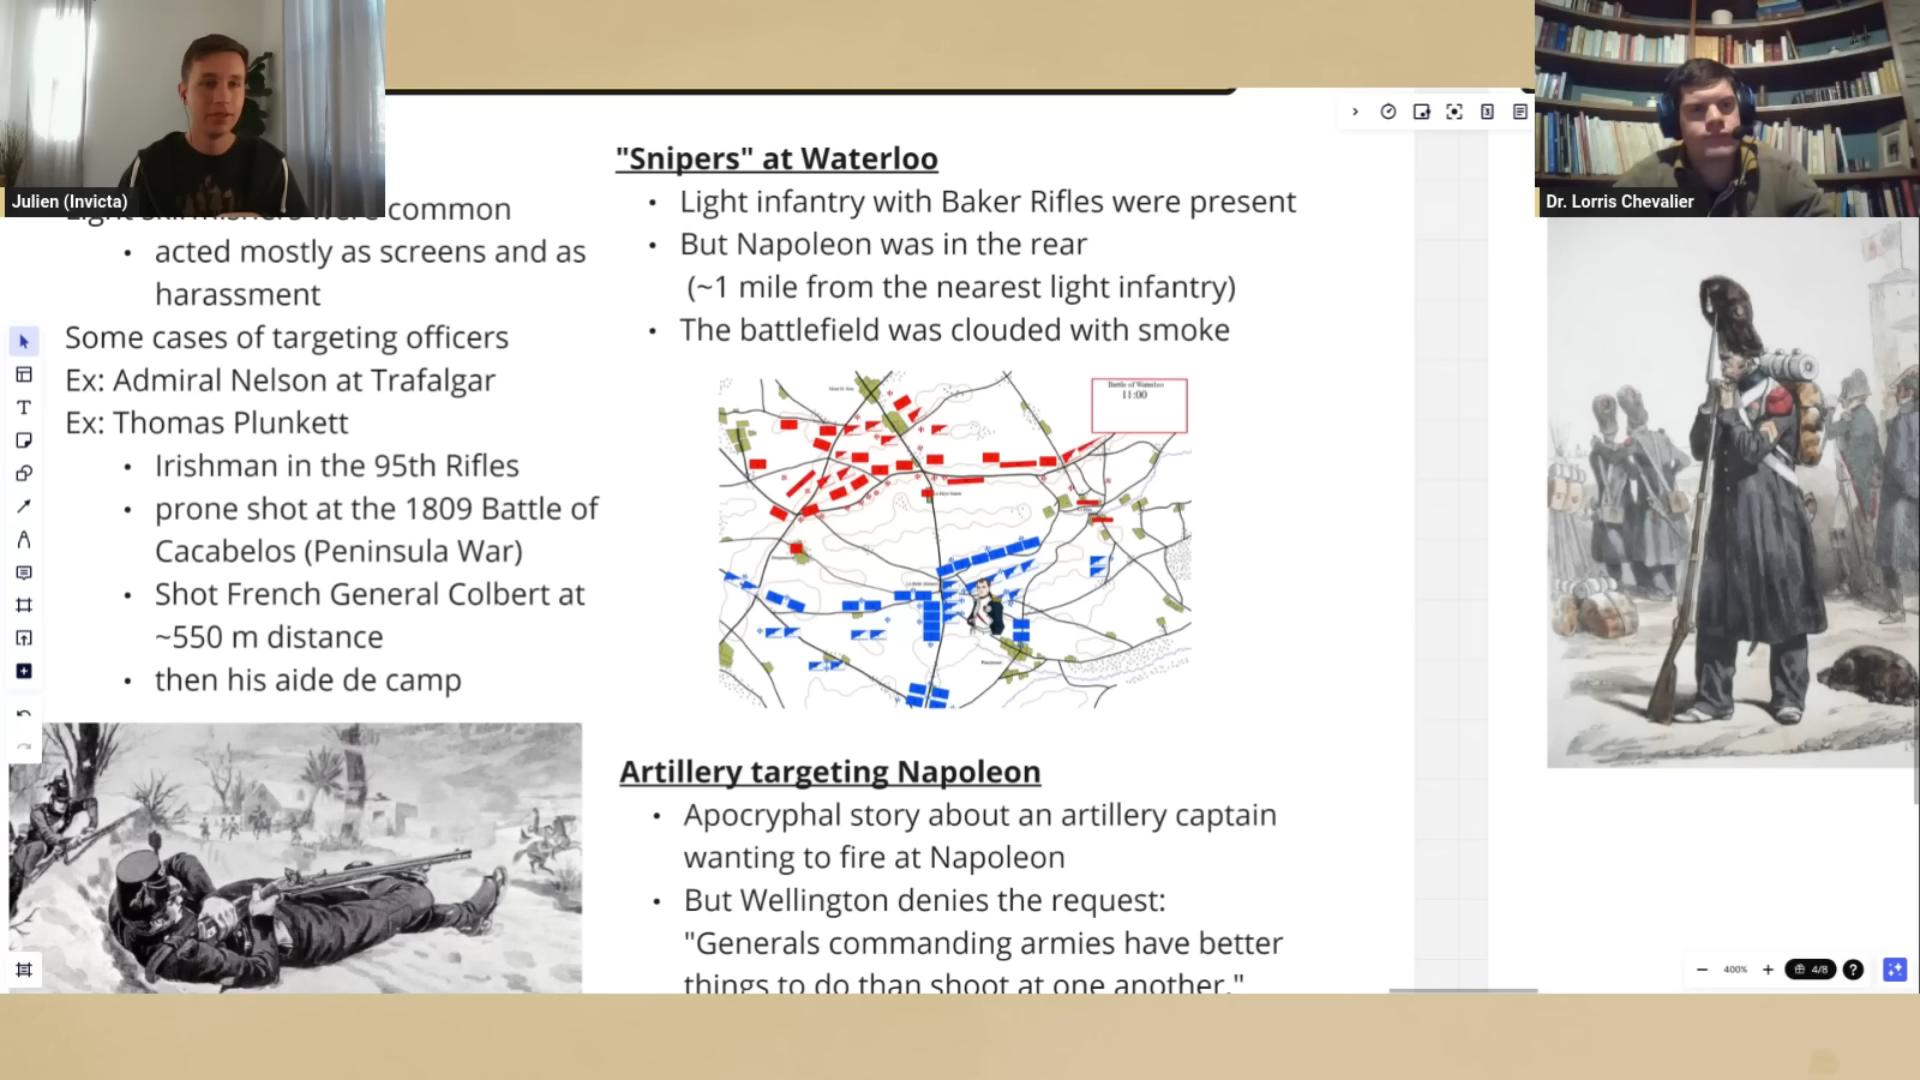 Julien (Invicta)
Dr. Lorris Chevalier
Light skirmishers were common
acted mostly as screens and as
harassment
Some cases of targeting officers
Ex: Admiral Nelson at Trafalgar
Ex: Thomas Plunkett
Irishman in the 95th Rifles
prone shot at the 1809 Battle of
Cacabelos (Peninsula War)
Shot French General Colbert at
~550 m distance
then his aide de camp
"Snipers" at Waterloo
Light infantry with Baker Rifles were present
But Napoleon was in the rear
(~1 mile from the nearest light infantry)
The battlefield was clouded with smoke
Battle of Waterloo
11:00
Artillery targeting Napoleon
Apocryphal story about an artillery captain
wanting to fire at Napoleon
But Wellington denies the request:
"Generals commanding armies have better
things to do than shoot at one another."
400%
4/8